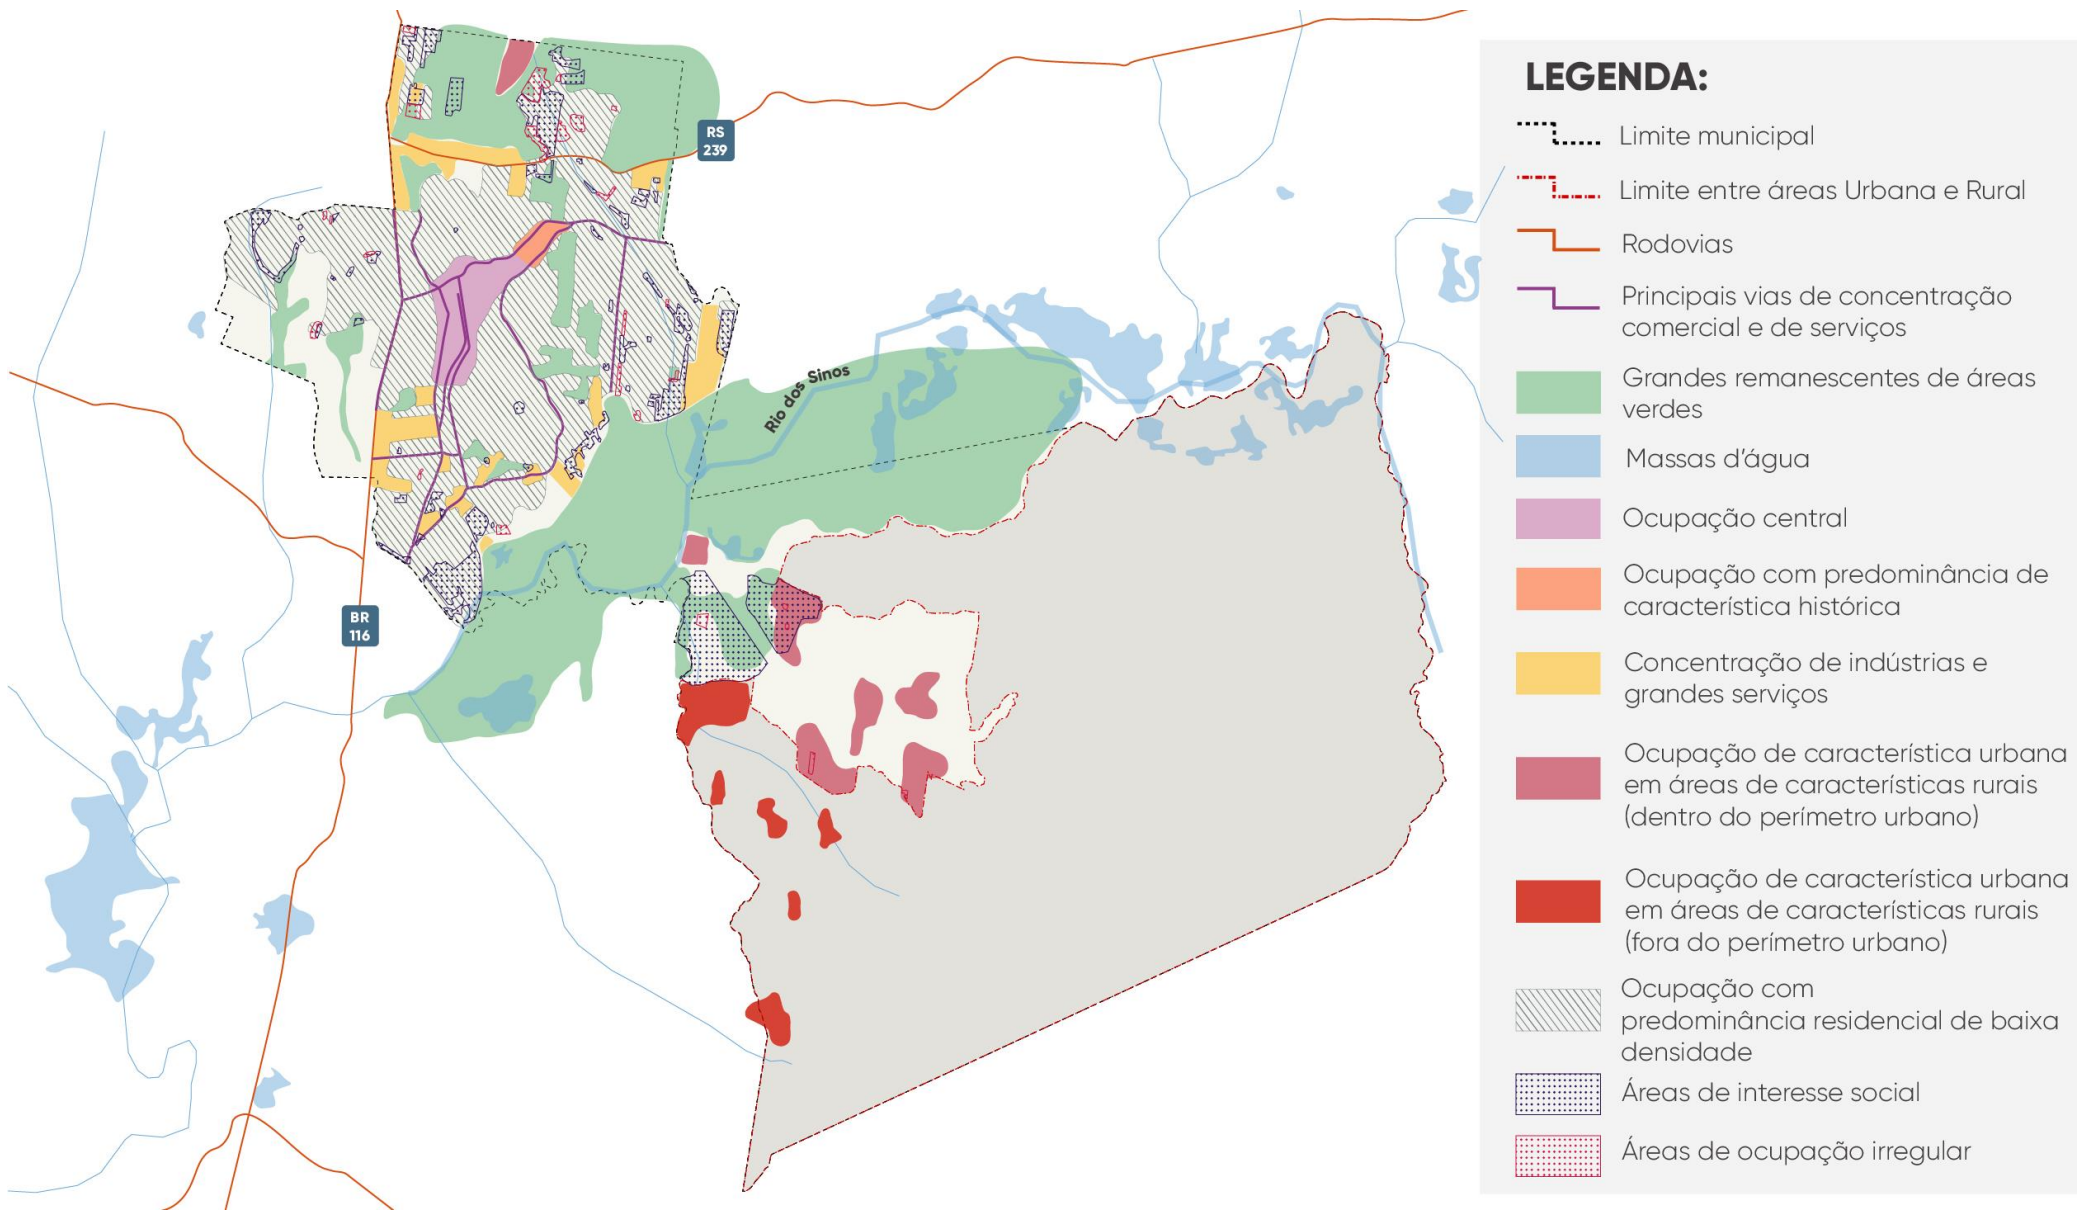 RS
239
Rio dos Sinos
BR
116
LEGENDA:
Limite municipal
Limite entre áreas Urbana e Rural
Rodovias
Principais vias de concentração
comercial e de serviços
Grandes remanescentes de áreas
verdes
Massas d'água
Ocupação central
Ocupação com predominância de
característica histórica
Concentração de indústrias e
grandes serviços
Ocupação de característica urbana
em áreas de características rurais
(dentro do perímetro urbano)
Ocupação de característica urbana
em áreas de características rurais
(fora do perímetro urbano)
Ocupação com
predominância residencial de baixa
densidade
Áreas de interesse social
Áreas de ocupação irregular